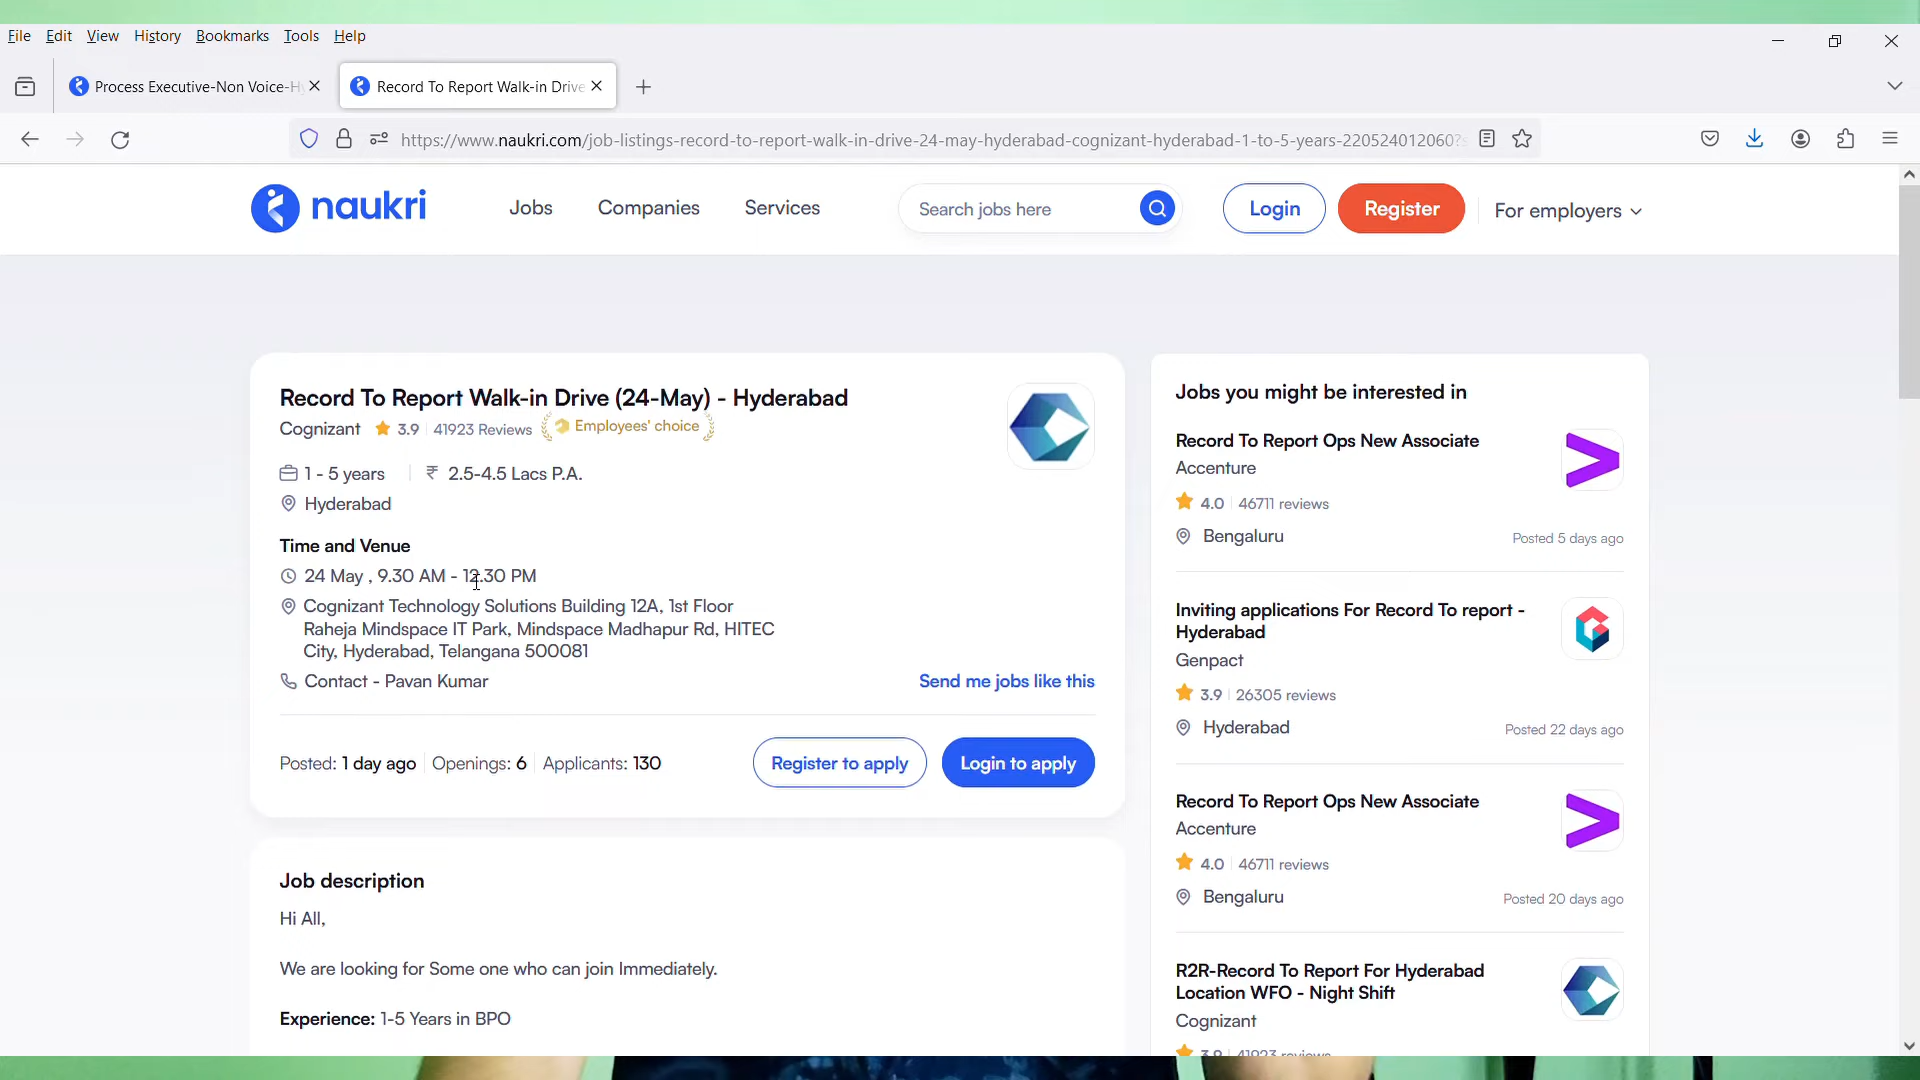 File Edit View History Bookmarks Tools Help
Process Executive-Non Voice-H
Record To Report Walk-in Drive
https://www.naukri.com/job-listings-record-to-report-walk-in-drive-24-may-hyderabad-cognizant-hyderabad-1-to-5-years-220524012060?s
naukri
Jobs Companies Services
Search jobs here
Login
Register
For employers
Record To Report Walk-in Drive (24-May) - Hyderabad
Cognizant 3.9 41923 Reviews Employees' choice
1 - 5 years ₹ 2.5-4.5 Lacs P.A.
Hyderabad
Time and Venue
24 May , 9.30 AM - 12.30 PM
Cognizant Technology Solutions Building 12A, 1st Floor
Raheja Mindspace IT Park, Mindspace Madhapur Rd, HITEC
City, Hyderabad, Telangana 500081
Contact - Pavan Kumar
Send me jobs like this
Posted: 1 day ago Openings: 6 Applicants: 130
Register to apply
Login to apply
Job description
Hi All,
We are looking for Some one who can join Immediately.
Experience: 1-5 Years in BPO
Jobs you might be interested in
Record To Report Ops New Associate
Accenture
4.0 46711 reviews
Bengaluru
Posted 5 days ago
Inviting applications For Record To report -
Hyderabad
Genpact
3.9 26305 reviews
Hyderabad
Posted 22 days ago
Record To Report Ops New Associate
Accenture
4.0 46711 reviews
Bengaluru
Posted 20 days ago
R2R-Record To Report For Hyderabad
Location WFO - Night Shift
Cognizant
3.9 41923 reviews